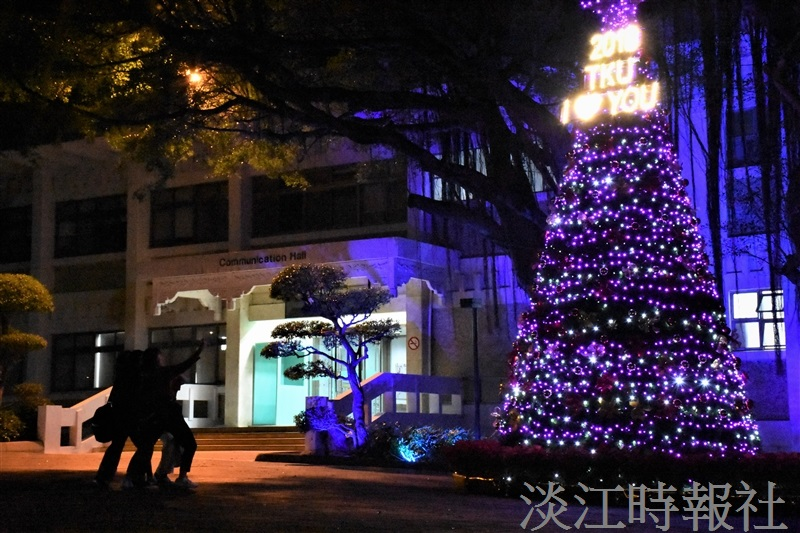 2018
TKU
I ♥ YOU
Communication Hall
淡江時報社